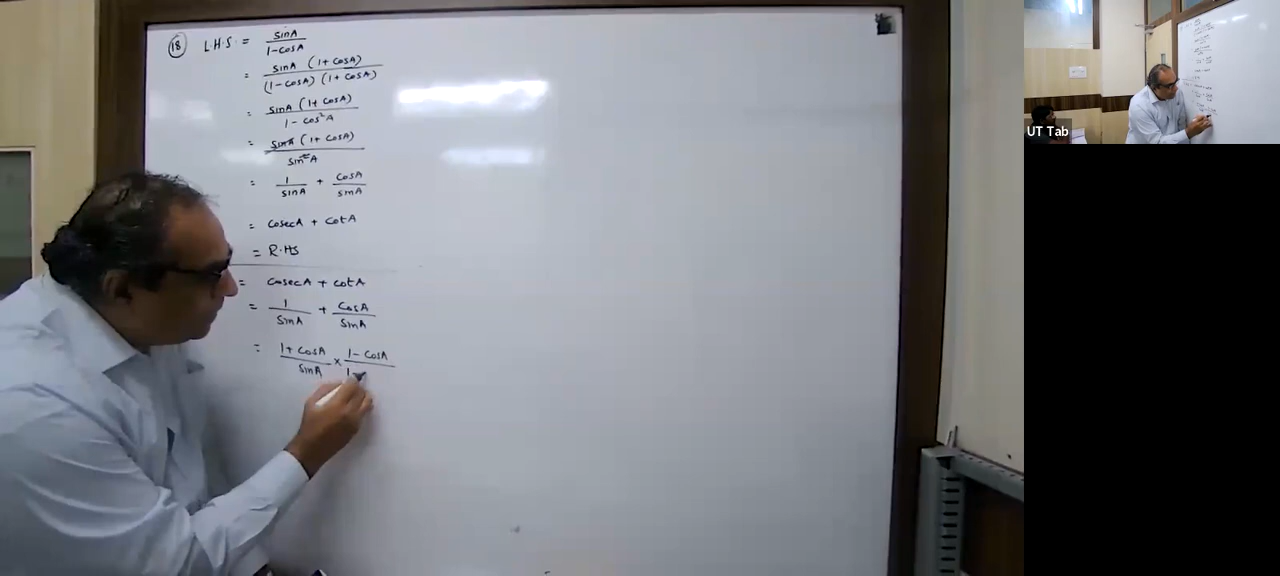 (18) L.H.S. = sinA / 1-cosA
= sinA (1+ cosA) / (1-cosA) (1+ cosA)
= sinA (1+ cosA) / 1- cos²A
= sinA (1+ cosA) / sin²A
= 1 / sinA + cosA / sinA
= cosecA + cotA
= R.HS
= cosecA + cotA
= 1 / sinA + cosA / sinA
= 1+ cosA / sinA × 1- cosA / 1-
UT Tab